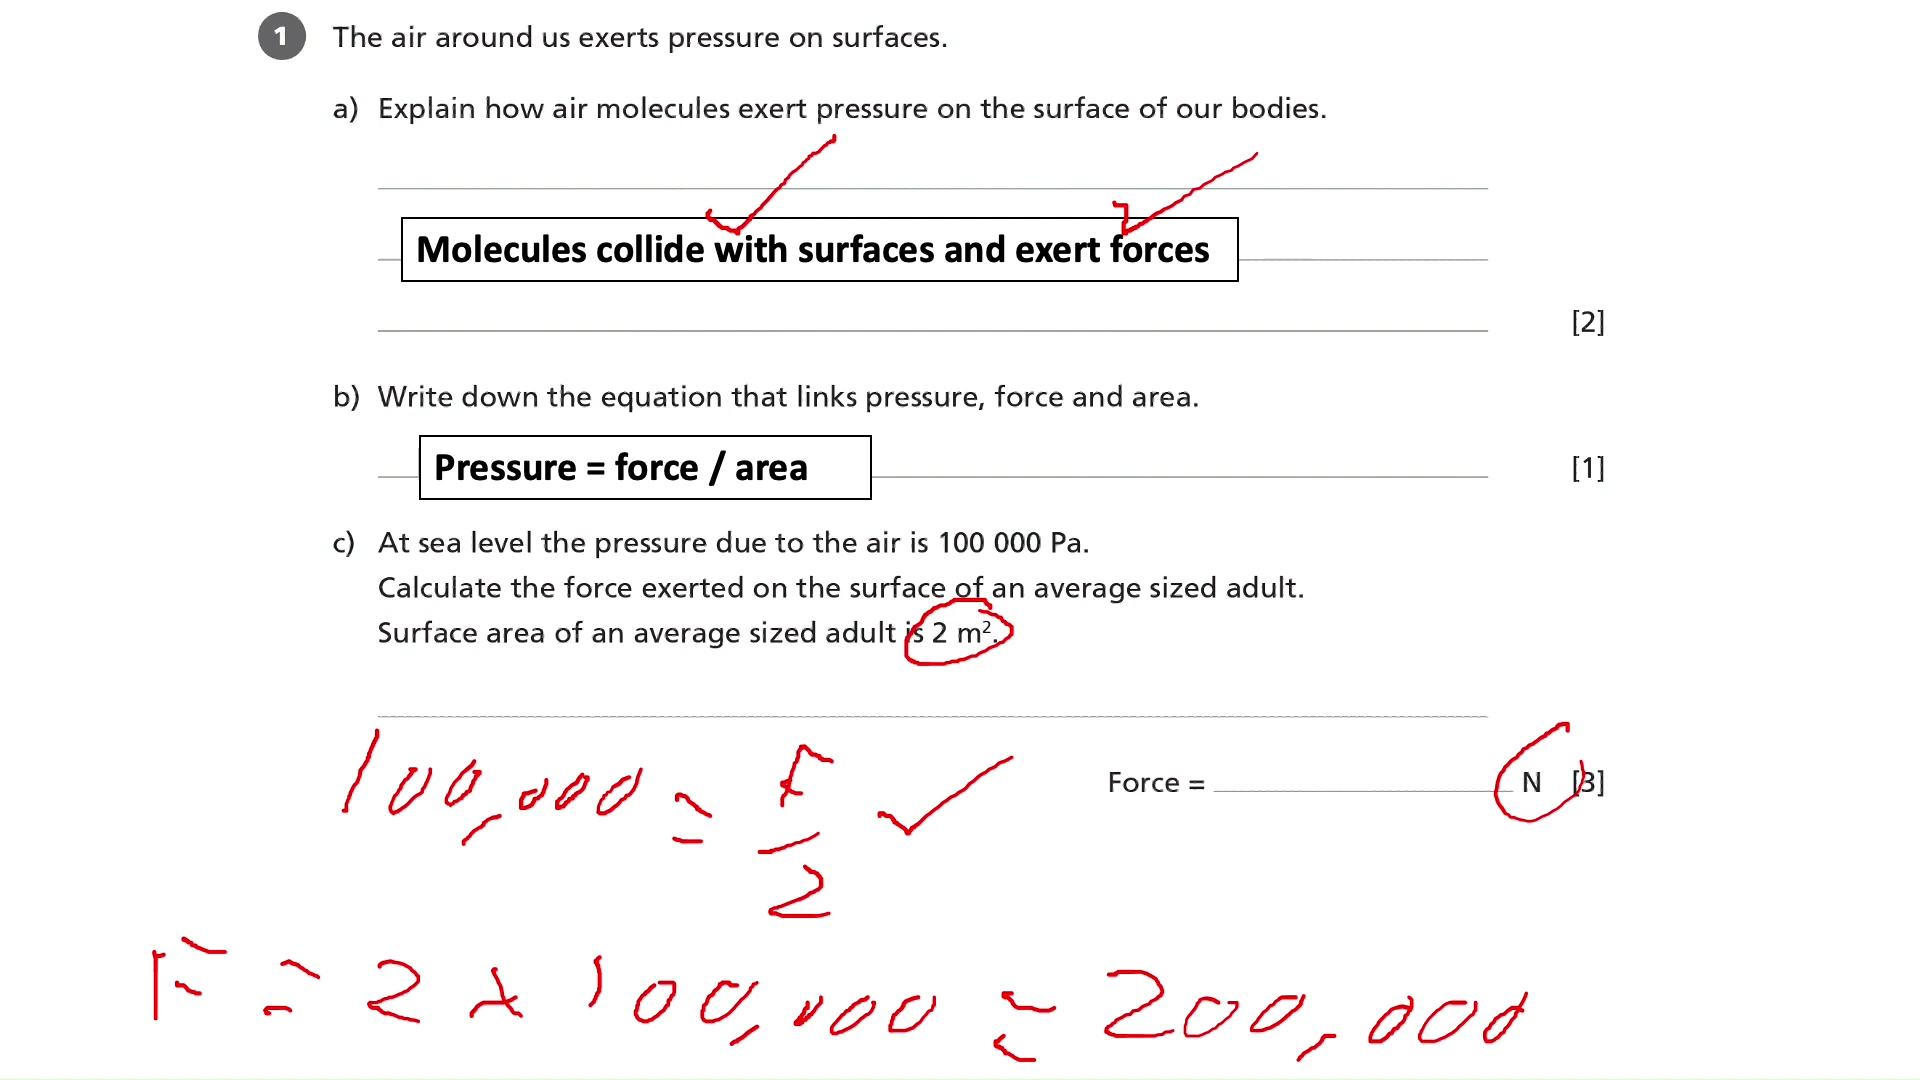 1 The air around us exerts pressure on surfaces.
a) Explain how air molecules exert pressure on the surface of our bodies.
Molecules collide with surfaces and exert forces
[2]
b) Write down the equation that links pressure, force and area.
Pressure = force / area [1]
c) At sea level the pressure due to the air is 100 000 Pa.
Calculate the force exerted on the surface of an average sized adult.
Surface area of an average sized adult is 2 m².
Force = N [3]
100,000 = F
2
F = 2 x 100,000 = 200,000